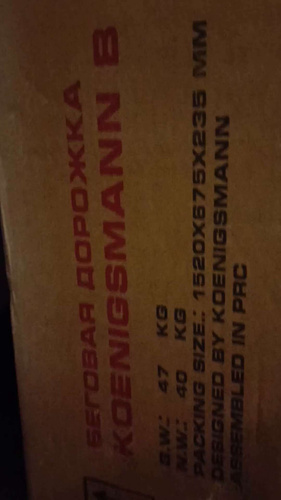 БЕГОВАЯ ДОРОЖКА
KOENIGSMANN B
G.W.: 47 KG
N.W.: 40 KG
PACKING SIZE.: 1520X675X235 MM
DESIGNED BY KOENIGSMANN
ASSEMBLED IN PRC